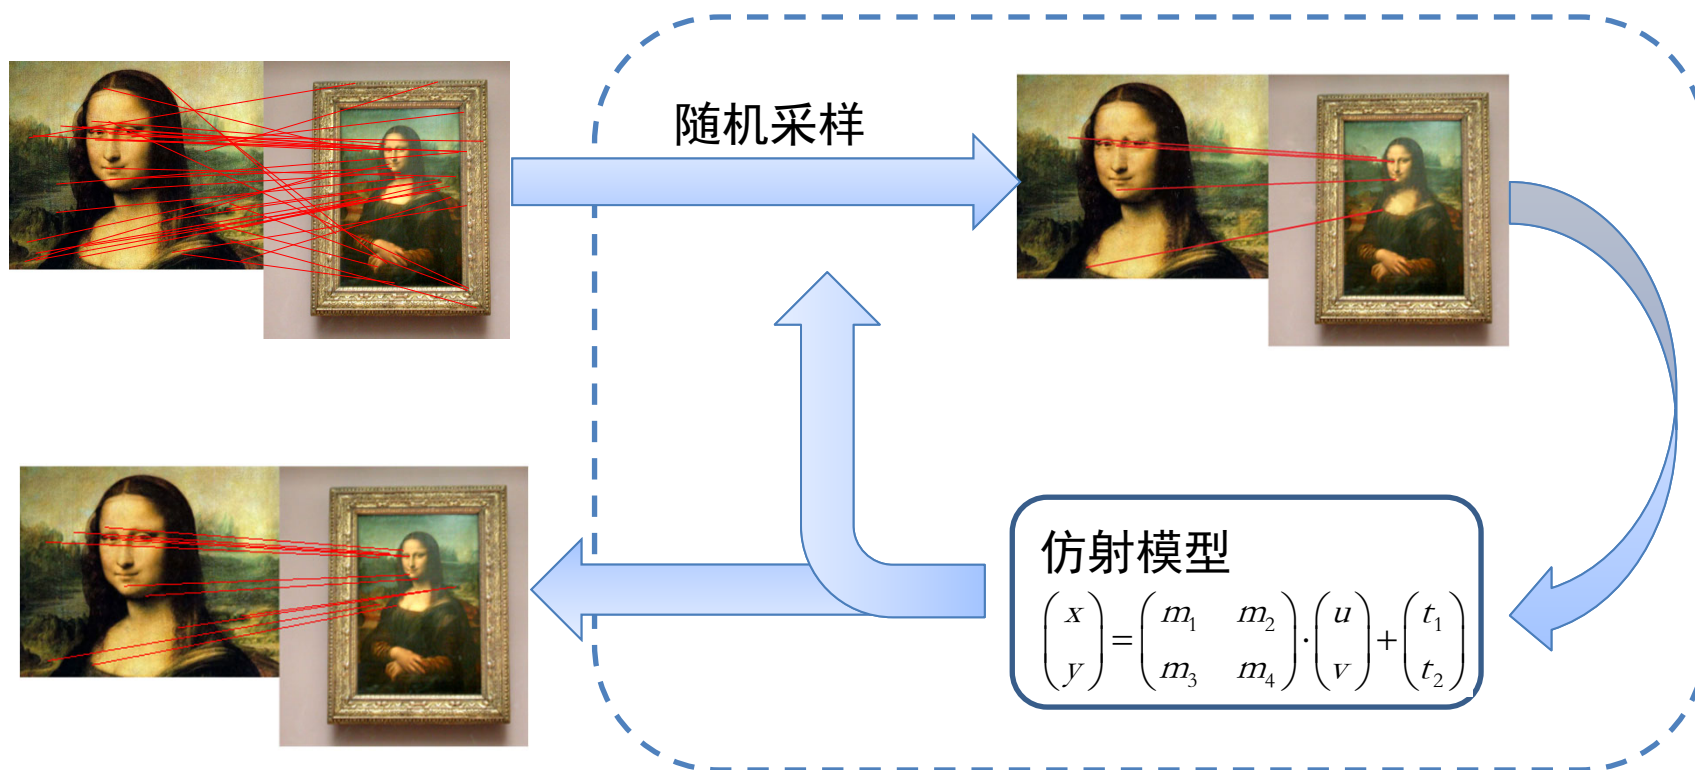 随机采样
仿射模型
(x y) = (m₁ m₂ m₃ m₄) · (u v) + (t₁ t₂)